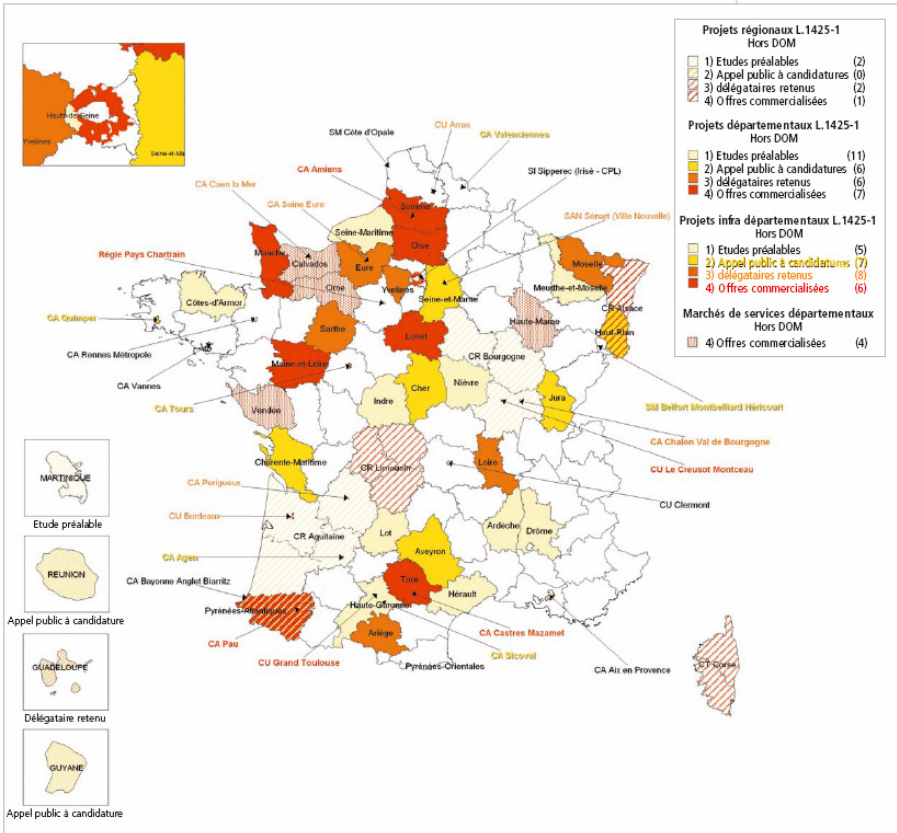 Projets régionaux L.1425-1
Hors DOM
1) Etudes préalables (2)
2) Appel public à candidatures (0)
3) délégataires retenus (2)
4) Offres commercialisées (1)
Projets départementaux L.1425-1
Hors DOM
1) Etudes préalables (11)
2) Appel public à candidatures (6)
3) délégataires retenus (6)
4) Offres commercialisées (7)
Projets infra départementaux L.1425-1
Hors DOM
1) Etudes préalables (5)
2) Appel public à candidatures (7)
3) délégataires retenus (8)
4) Offres commercialisées (6)
Marchés de services départementaux
Hors DOM
4) Offres commercialisées (4)
Yvelines
SM Côte d'Opale
CU Arras
CA Valenciennes
CA Amiens
SI Sipperec (Irisé - CPL)
CA Caen la Mer
CA Seine Eure
SAN Sénart (Ville Nouvelle)
Somme
Seine-Maritime
Oise
Régie Pays Chartrain
Manche
Calvados
Eure
Moselle
Orne
Yvelines
Seine-et-Marne
Meurthe-et-Moselle
CR Alsace
Côtes-d'Armor
CA Quimper
Sarthe
Haute-Marne
Haut-Rhin
Loiret
CA Rennes Métropole
CR Bourgogne
Maine-et-Loire
CA Vannes
Cher
Nièvre
Indre
Jura
CA Tours
Vendée
SM Belfort Montbelliard Héricourt
CA Chalon Val de Bourgogne
Charente-Maritime
CR Limousin
Loire
CU Le Creusot Montceau
CA Perigueux
CU Clermont
CU Bordeaux
CR Aquitaine
Lot
Ardèche
Drôme
CA Agen
Aveyron
CA Bayonne Anglet Biarritz
Tarn
Hérault
Haute-Garonne
Pyrénées-Atlantiques
Ariège
CA Castres Mazamet
CA Pau
CU Grand Toulouse
CA Sicoval
Pyrénées-Orientales
CA Aix en Provence
CT Corse
MARTINIQUE
Etude préalable
REUNION
Appel public à candidature
GUADELOUPE
Délégataire retenu
GUYANE
Appel public à candidature